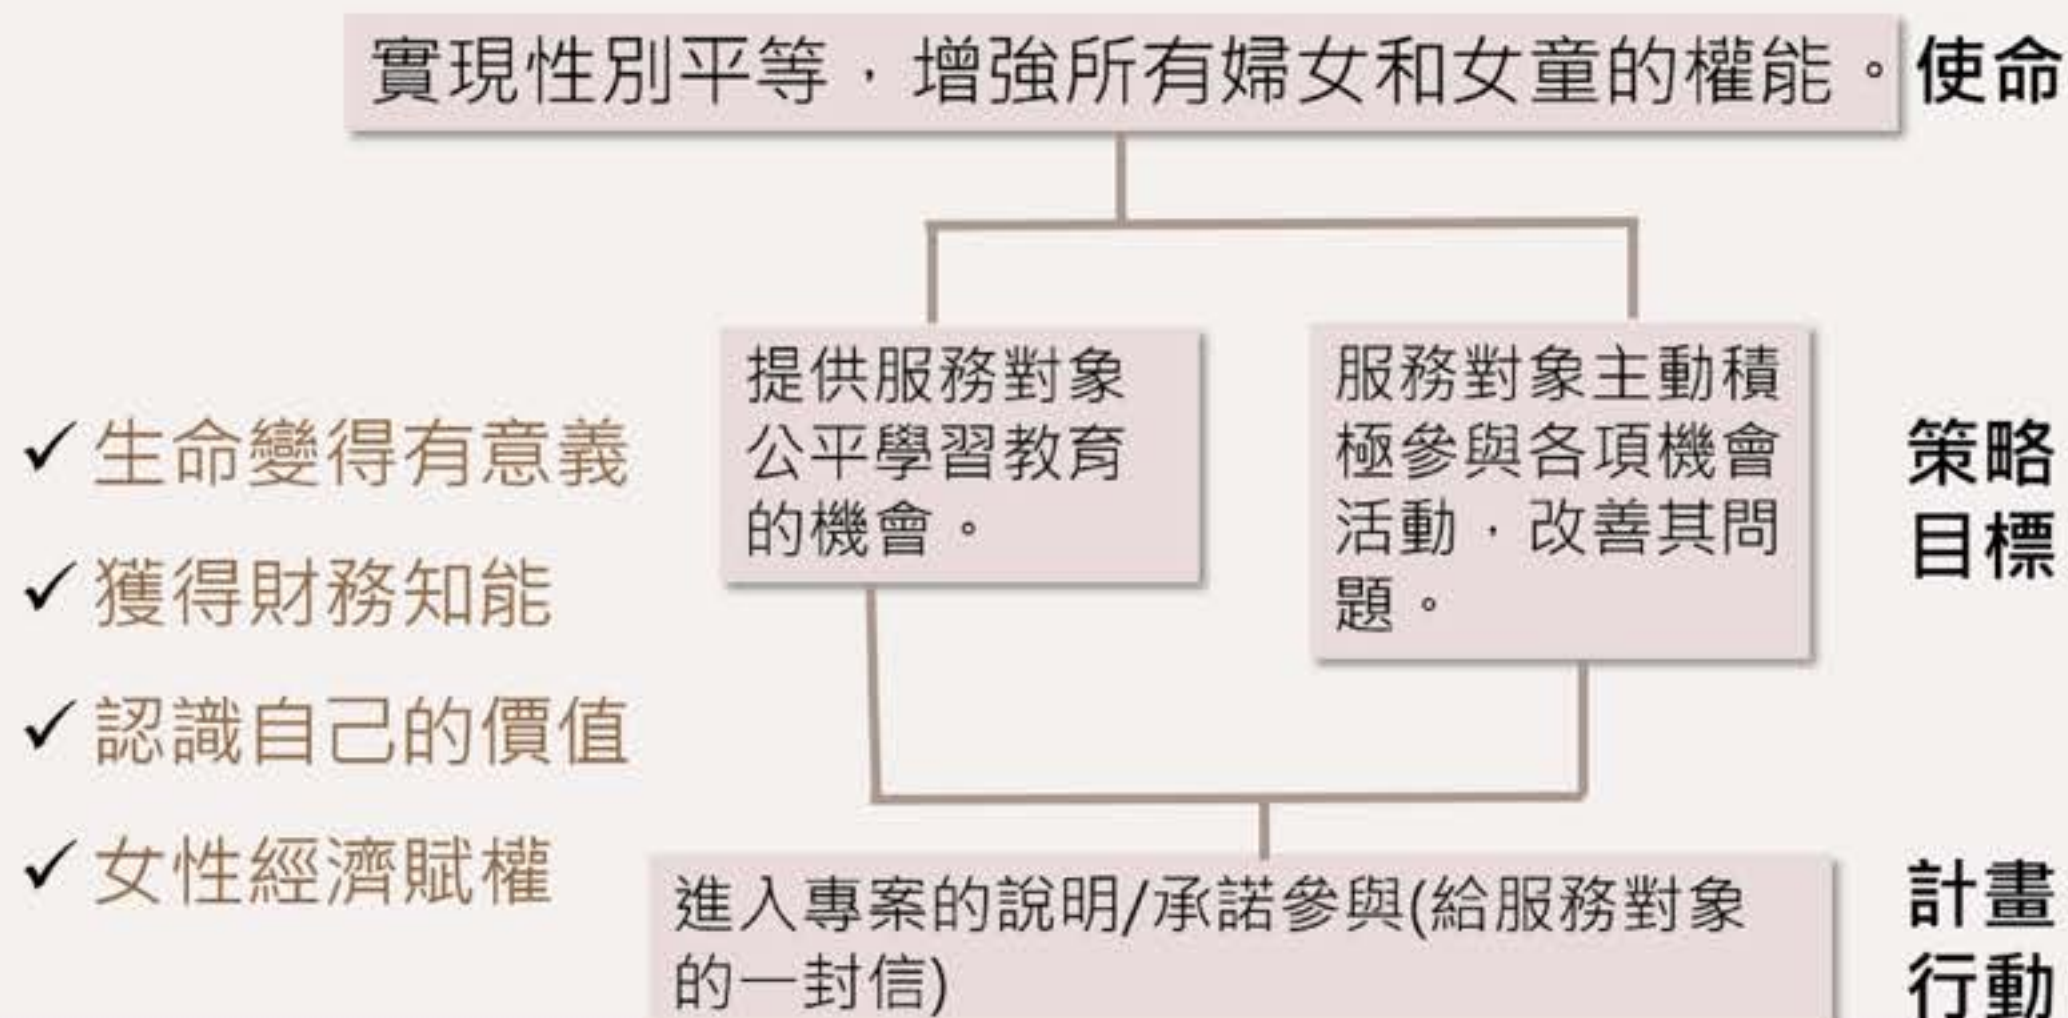 實現性別平等，增強所有婦女和女童的權能。
使命
✓生命變得有意義
✓獲得財務知能
✓認識自己的價值
✓女性經濟賦權
提供服務對象
公平學習教育
的機會。
服務對象主動積
極參與各項機會
活動，改善其問
題。
策略
目標
進入專案的說明/承諾參與(給服務對象
的一封信)
計畫
行動